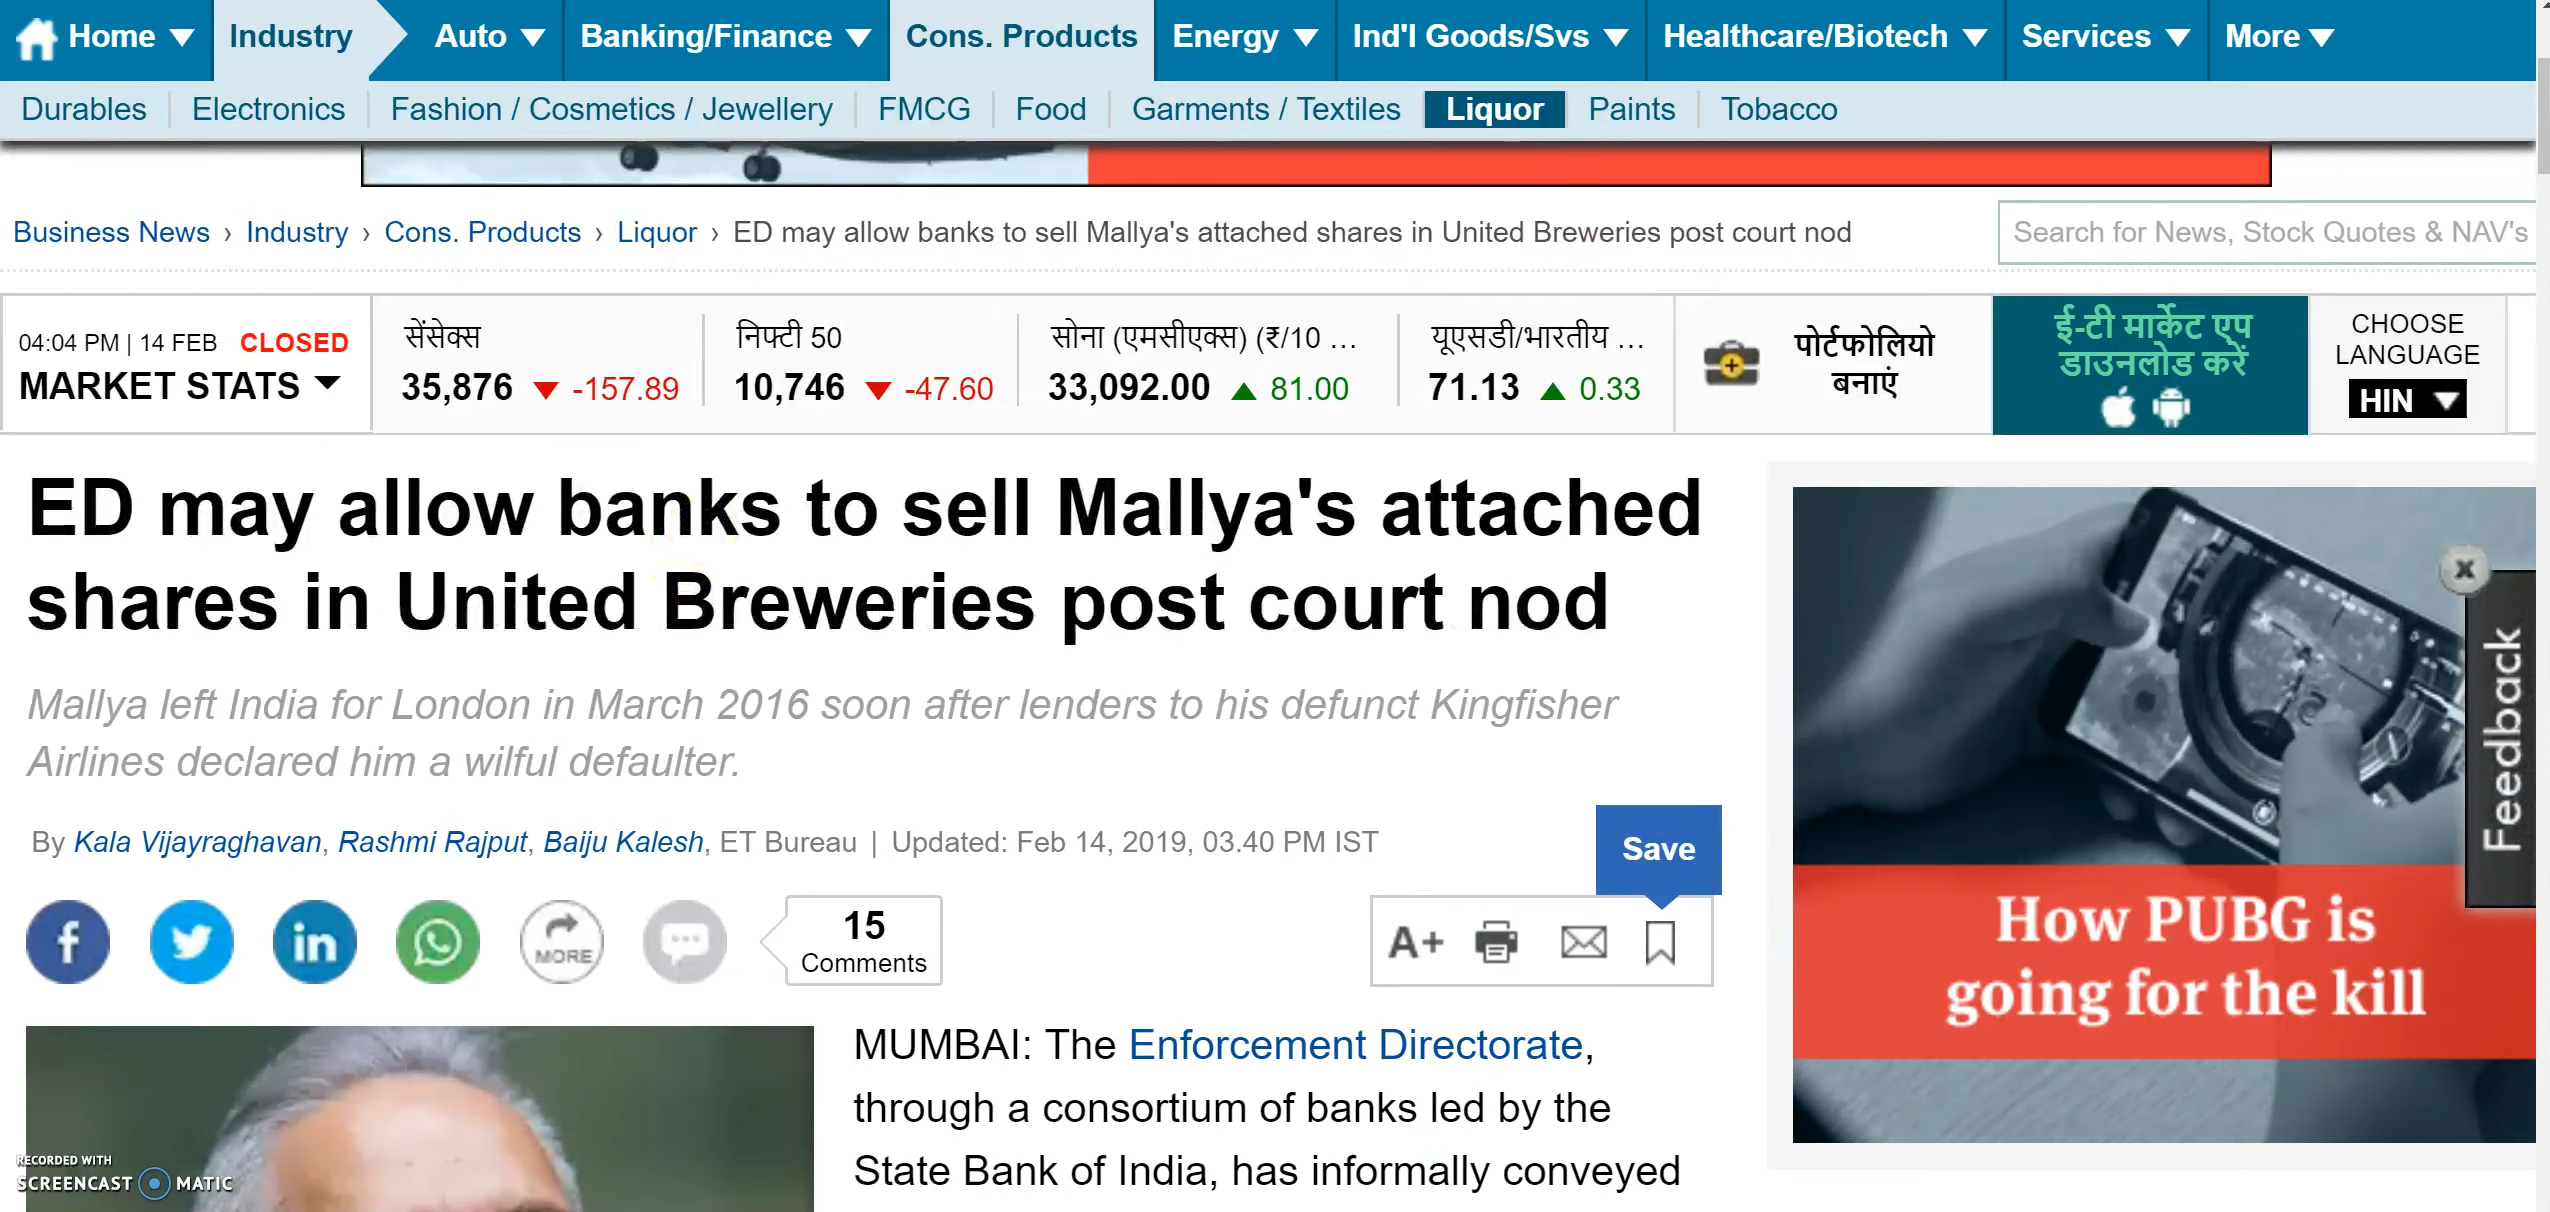 Home Industry Auto Banking/Finance Cons. Products Energy Ind'l Goods/Svs Healthcare/Biotech Services More
Durables Electronics Fashion / Cosmetics / Jewellery FMCG Food Garments / Textiles Liquor Paints Tobacco
Business News › Industry › Cons. Products › Liquor › ED may allow banks to sell Mallya's attached shares in United Breweries post court nod
Search for News, Stock Quotes & NAV's
04:04 PM | 14 FEB CLOSED
MARKET STATS
सेंसेक्स
35,876 -157.89
निफ्टी 50
10,746 -47.60
सोना (एमसीएक्स) (₹/10 ...
33,092.00 81.00
यूएसडी/भारतीय ...
71.13 0.33
पोर्टफोलियो
बनाएं
ई-टी मार्केट एप
डाउनलोड करें
CHOOSE
LANGUAGE
HIN
ED may allow banks to sell Mallya's attached
shares in United Breweries post court nod
Mallya left India for London in March 2016 soon after lenders to his defunct Kingfisher
Airlines declared him a wilful defaulter.
By Kala Vijayraghavan, Rashmi Rajput, Baiju Kalesh, ET Bureau | Updated: Feb 14, 2019, 03.40 PM IST
Save
MORE
15
Comments
A+
MUMBAI: The Enforcement Directorate,
through a consortium of banks led by the
State Bank of India, has informally conveyed
How PUBG is
going for the kill
x
Feedback
RECORDED WITH
SCREENCAST MATIC